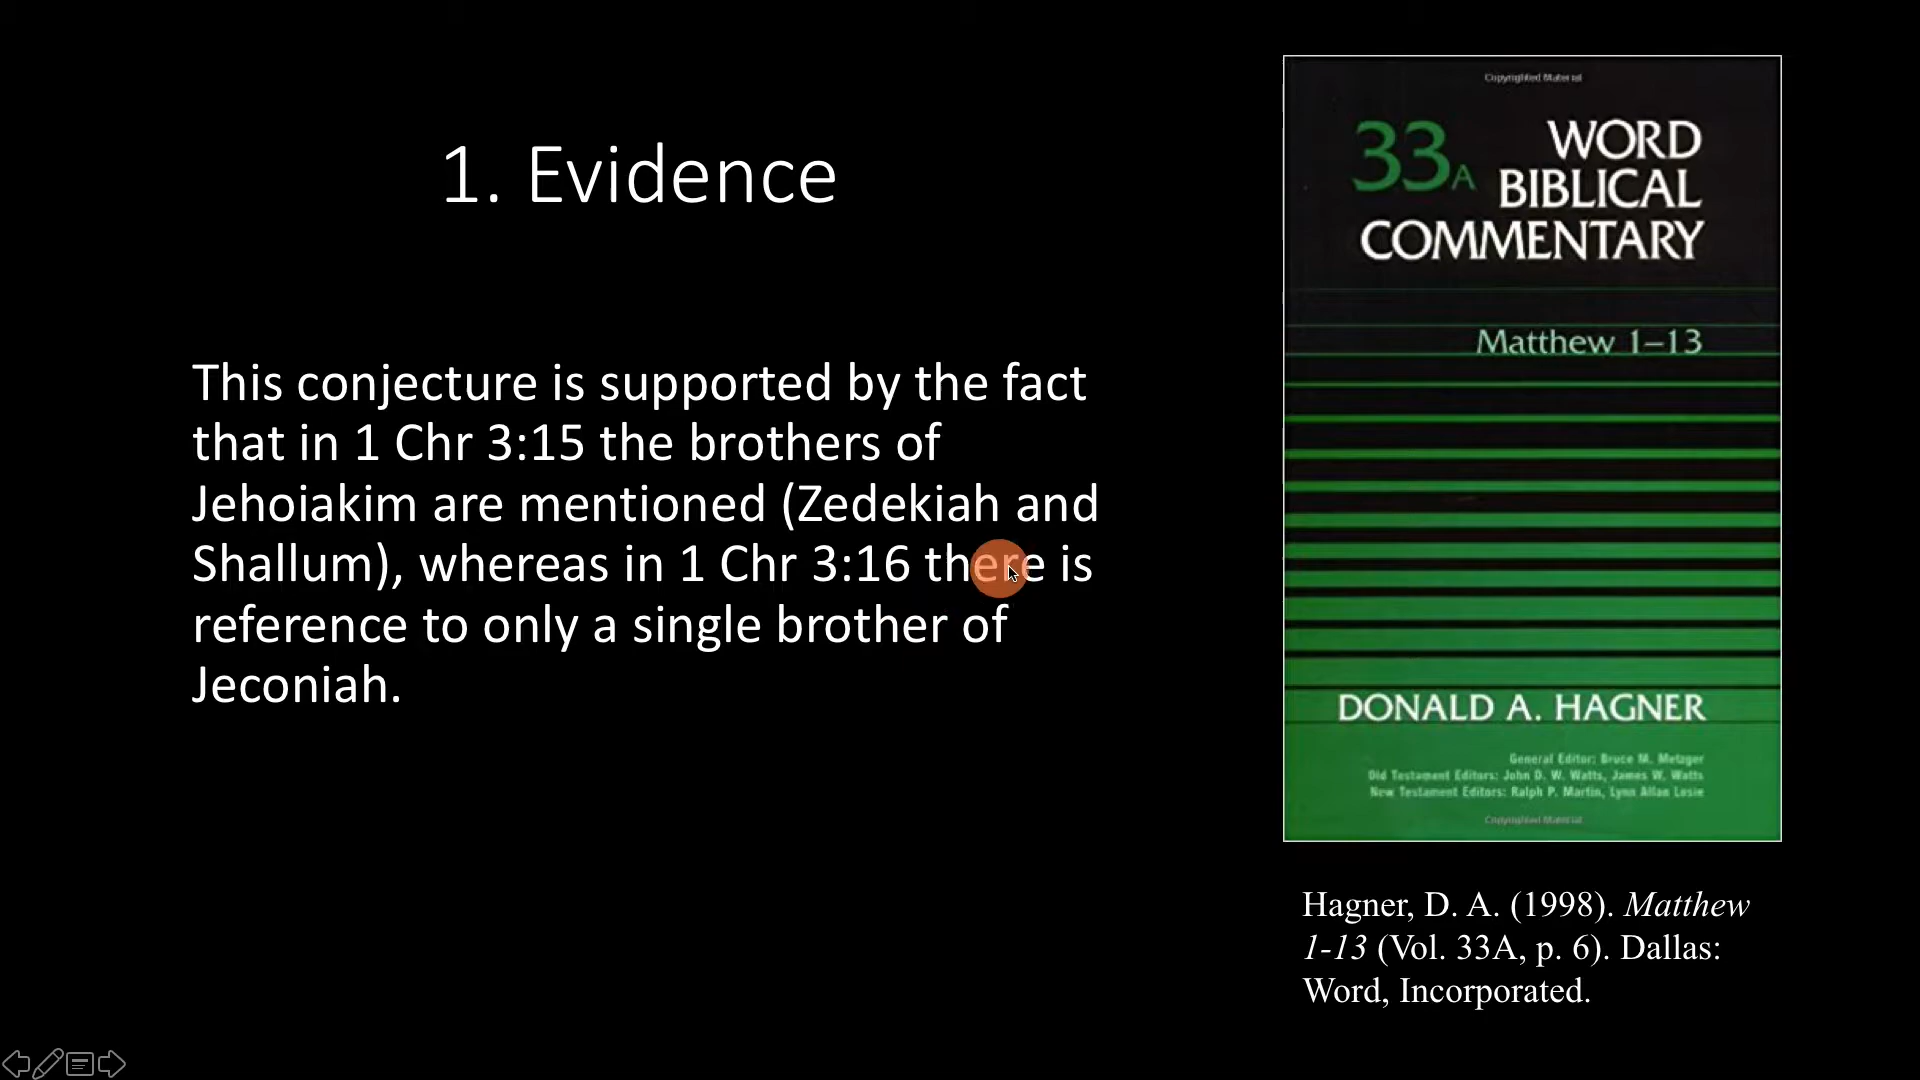 1. Evidence
This conjecture is supported by the fact
that in 1 Chr 3:15 the brothers of
Jehoiakim are mentioned (Zedekiah and
Shallum), whereas in 1 Chr 3:16 there is
reference to only a single brother of
Jeconiah.
Copyrighted Material
33A WORD
BIBLICAL
COMMENTARY
Matthew 1–13
DONALD A. HAGNER
General Editor: Bruce M. Metzger
Old Testament Editors: John D. W. Watts, James W. Watts
New Testament Editors: Ralph P. Martin, Lynn Allan Losie
Copyrighted Material
Hagner, D. A. (1998). Matthew
1-13 (Vol. 33A, p. 6). Dallas:
Word, Incorporated.